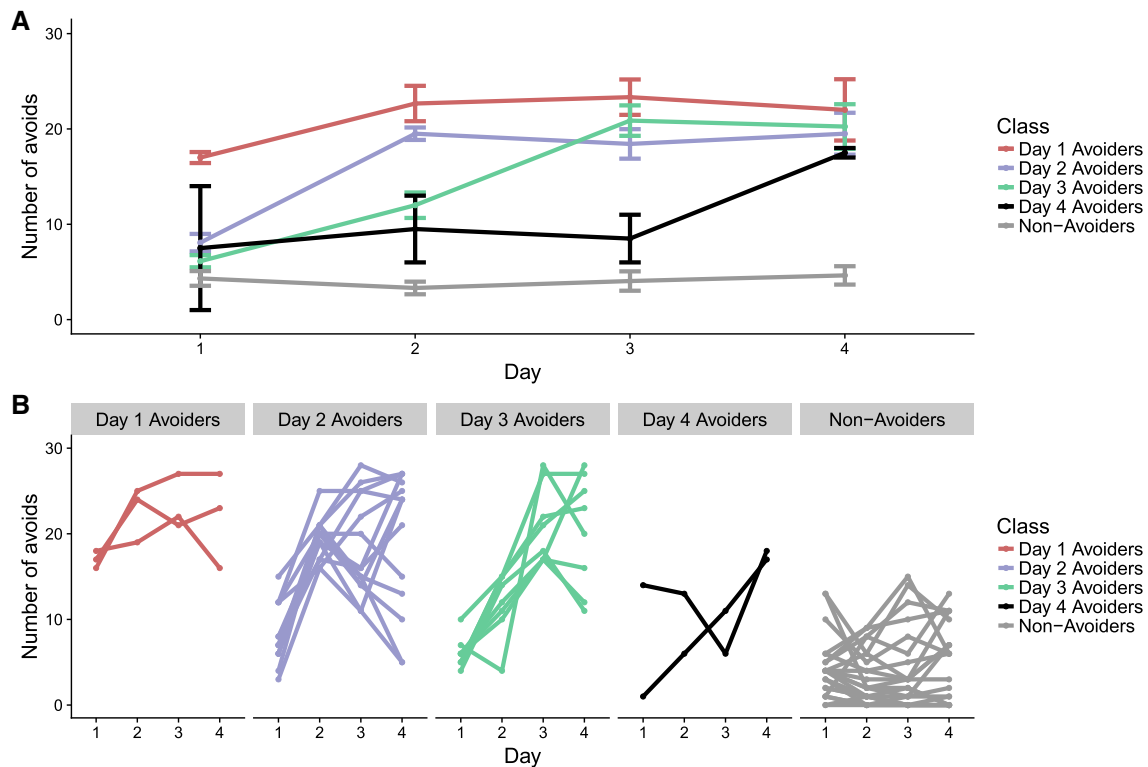 A
Number of avoids
30
20
10
0
1 2 3 4
Day
Class
Day 1 Avoiders
Day 2 Avoiders
Day 3 Avoiders
Day 4 Avoiders
Non−Avoiders
B
Day 1 Avoiders Day 2 Avoiders Day 3 Avoiders Day 4 Avoiders Non−Avoiders
Number of avoids
30
20
10
0
1 2 3 4 1 2 3 4 1 2 3 4 1 2 3 4 1 2 3 4
Day
Class
Day 1 Avoiders
Day 2 Avoiders
Day 3 Avoiders
Day 4 Avoiders
Non−Avoiders